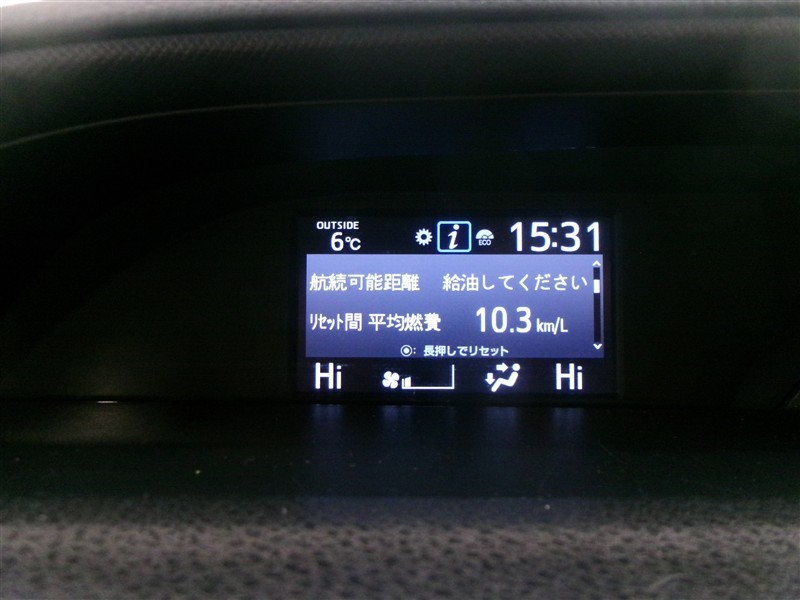 OUTSIDE
6℃ i ECO 15:31
航続可能距離 給油してください
ﾘｾｯﾄ間 平均燃費 10.3 km/L
◉: 長押しでリセット
Hi Hi